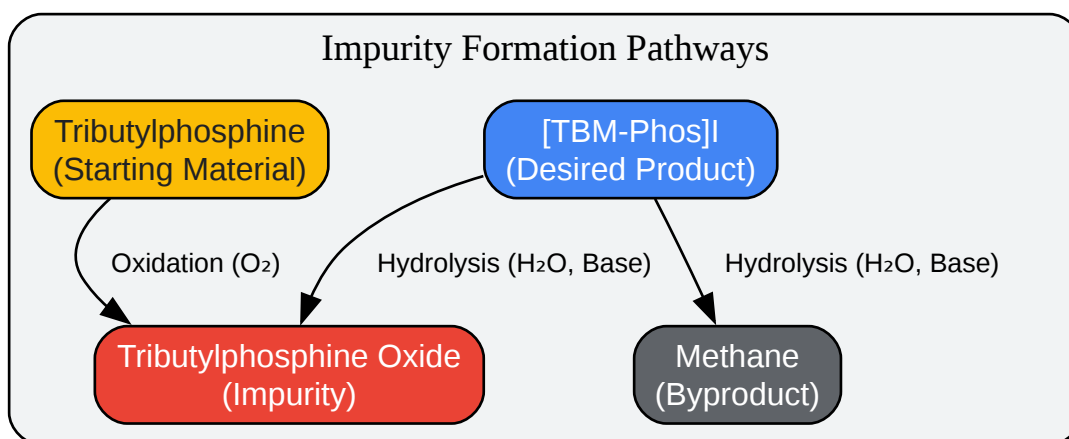 Impurity Formation Pathways
Tributylphosphine
(Starting Material)
[TBM-Phos]I
(Desired Product)
Oxidation (O₂)
Hydrolysis (H₂O, Base)
Hydrolysis (H₂O, Base)
Tributylphosphine Oxide
(Impurity)
Methane
(Byproduct)